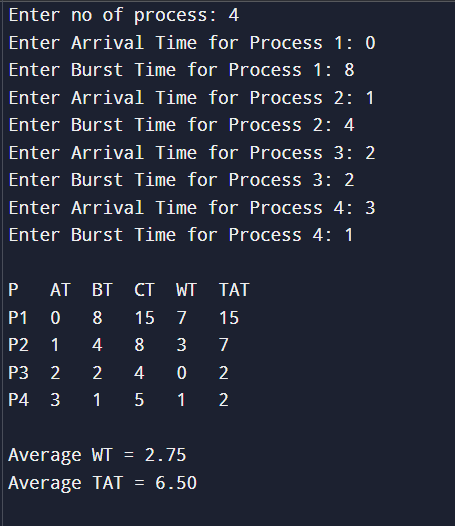 Enter no of process: 4
Enter Arrival Time for Process 1: 0
Enter Burst Time for Process 1: 8
Enter Arrival Time for Process 2: 1
Enter Burst Time for Process 2: 4
Enter Arrival Time for Process 3: 2
Enter Burst Time for Process 3: 2
Enter Arrival Time for Process 4: 3
Enter Burst Time for Process 4: 1
P AT BT CT WT TAT
P1 0 8 15 7 15
P2 1 4 8 3 7
P3 2 2 4 0 2
P4 3 1 5 1 2
Average WT = 2.75
Average TAT = 6.50